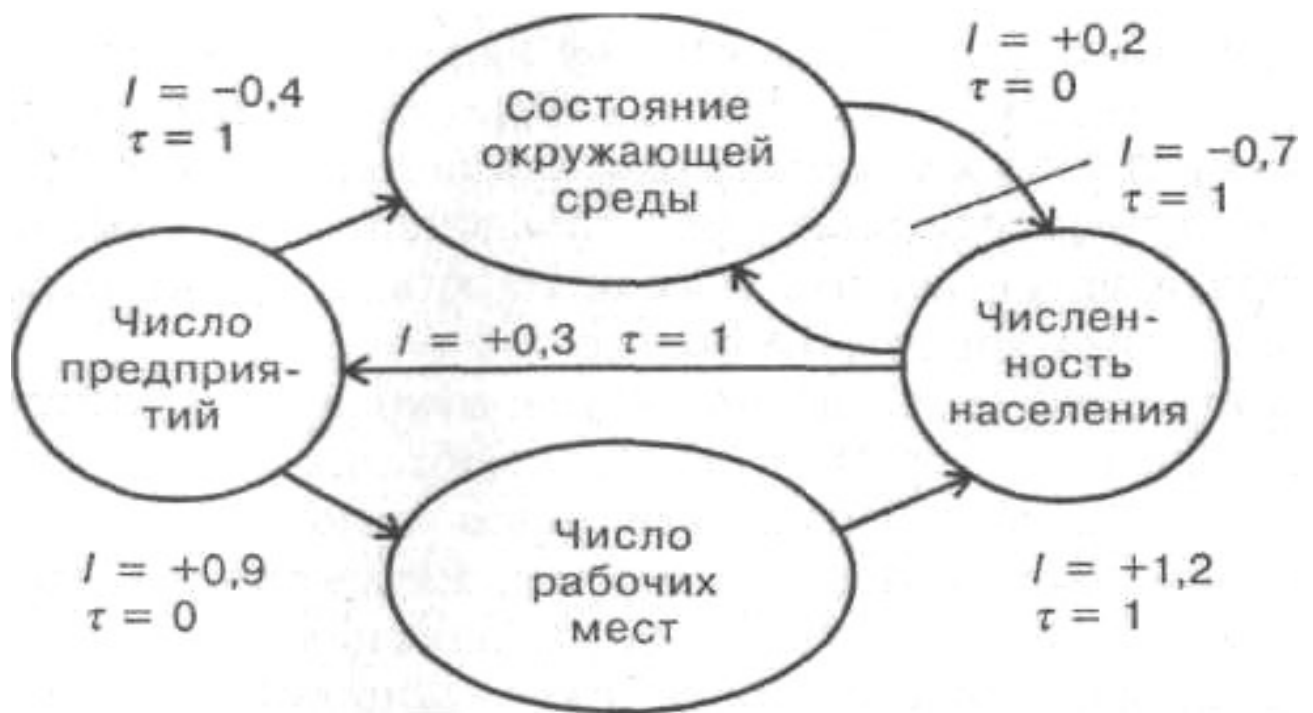 I = −0,4
τ = 1
Состояние
окружающей
среды
I = +0,2
τ = 0
I = −0,7
τ = 1
Число
предприя-
тий
I = +0,3 τ = 1
Числен-
ность
населения
I = +0,9
τ = 0
Число
рабочих
мест
I = +1,2
τ = 1